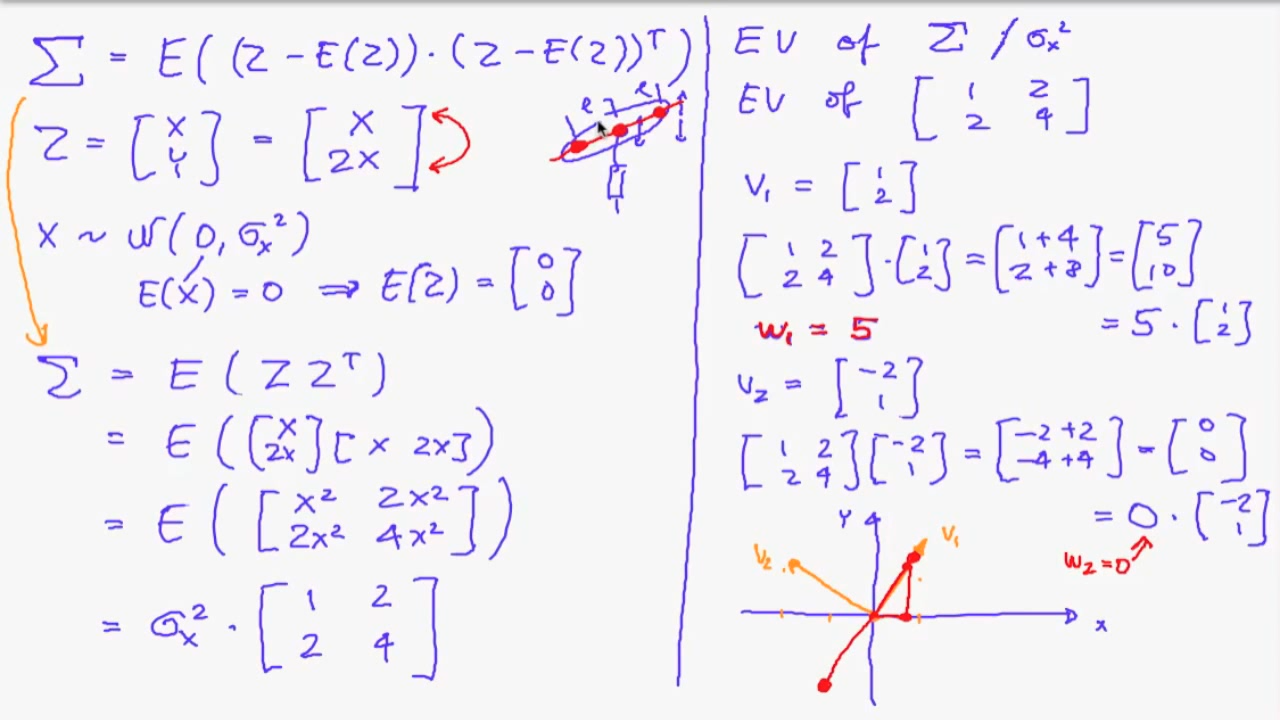 Σ = E( (Z − E(Z)) · (Z − E(Z))ᵀ )
Z = [X; Y] = [X; 2X]
X ~ N(0, σₓ²)
E(X) = 0 ⇒ E(Z) = [0; 0]
Σ = E( Z Zᵀ )
= E( [X; 2X] [X 2X] )
= E( [X² 2X²; 2X² 4X²] )
= σₓ² · [1 2; 2 4]
l l
EV of Σ / σₓ²
EV of [1 2; 2 4]
V₁ = [1; 2]
[1 2; 2 4] · [1; 2] = [1+4; 2+8] = [5; 10]
= 5 · [1; 2]
w₁ = 5
V₂ = [−2; 1]
[1 2; 2 4] [−2; 1] = [−2+2; −4+4] = [0; 0]
= 0 · [−2; 1]
w₂=0
Y
V₁
V₂
X